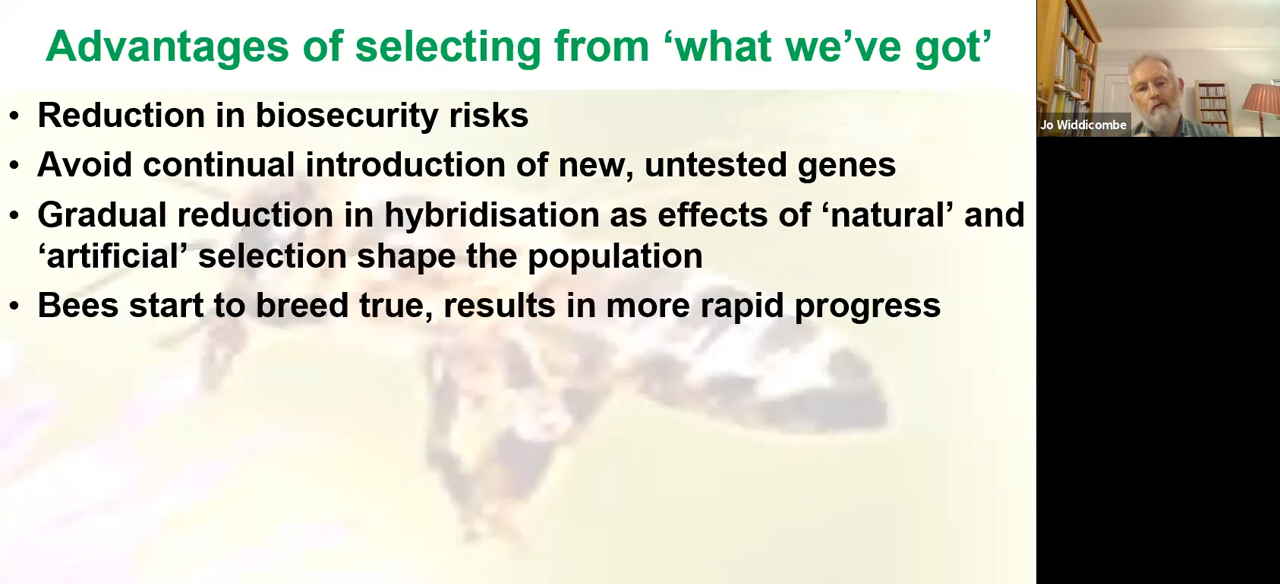 Advantages of selecting from ‘what we’ve got’
• Reduction in biosecurity risks
• Avoid continual introduction of new, untested genes
• Gradual reduction in hybridisation as effects of ‘natural’ and
‘artificial’ selection shape the population
• Bees start to breed true, results in more rapid progress
Jo Widdicombe